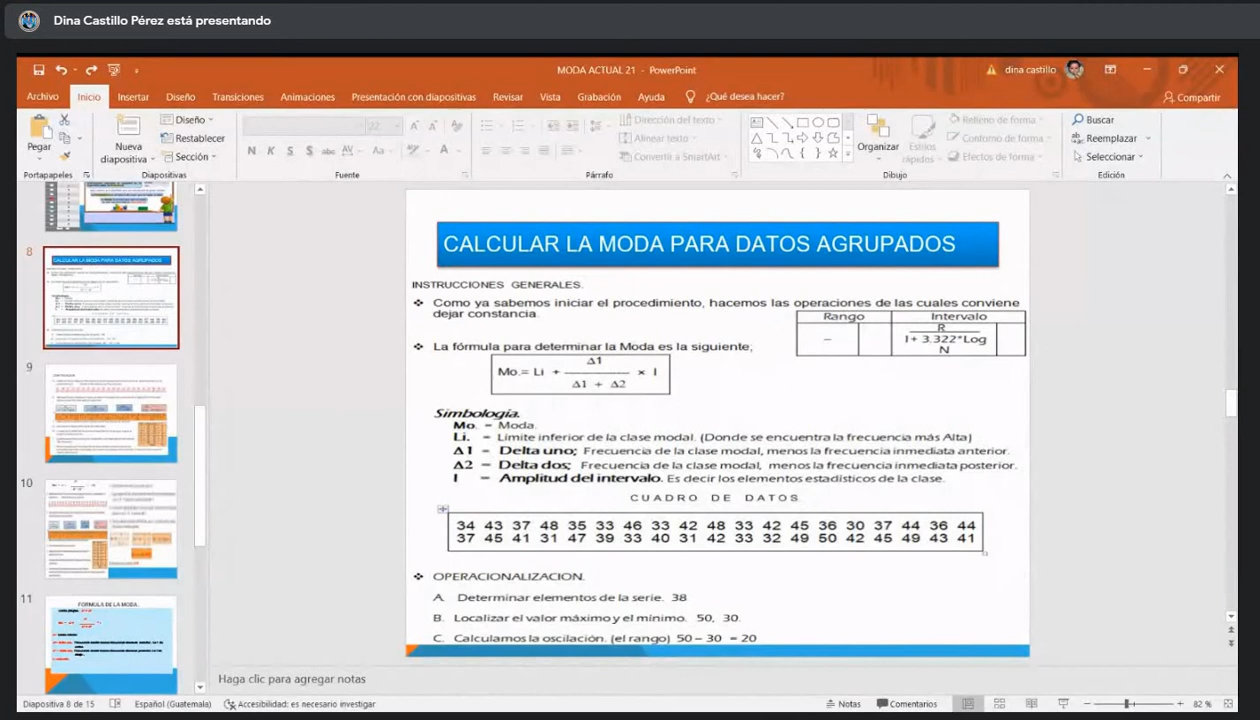 Dina Castillo Pérez está presentando
MODA ACTUAL 21 - PowerPoint
dina castillo
Archivo Inicio Insertar Diseño Transiciones Animaciones Presentación con diapositivas Revisar Vista Grabación Ayuda ¿Qué desea hacer? Compartir
Pegar
Nueva diapositiva
Diseño
Restablecer
Sección
22
N K S S abc AV Aa A
Dirección del texto
Alinear texto
Convertir a SmartArt
Organizar
Estilos rápidos
Relleno de forma
Contorno de forma
Efectos de forma
Buscar
Reemplazar
Seleccionar
Portapapeles Diapositivas Fuente Párrafo Dibujo Edición
8
9
10
11
FORMULA DE LA MODA.
CALCULAR LA MODA PARA DATOS AGRUPADOS
INSTRUCCIONES GENERALES.
Como ya sabemos iniciar el procedimiento, hacemos las operaciones de las cuales conviene
dejar constancia.
Rango Intervalo
R
– 1+ 3.322*Log
N
La fórmula para determinar la Moda es la siguiente;
Δ1
Mo.= Li + ――― x I
Δ1 + Δ2
Simbología.
Mo. = Moda.
Li. = Límite inferior de la clase modal. (Donde se encuentra la frecuencia más Alta)
Δ1 = Delta uno; Frecuencia de la clase modal, menos la frecuencia inmediata anterior.
Δ2 = Delta dos; Frecuencia de la clase modal, menos la frecuencia inmediata posterior.
I = Amplitud del intervalo. Es decir los elementos estadísticos de la clase.
CUADRO DE DATOS
34 43 37 48 35 33 46 33 42 48 33 42 45 36 30 37 44 36 44
37 45 41 31 47 39 33 40 31 42 33 32 49 50 42 45 49 43 41
OPERACIONALIZACION.
A. Determinar elementos de la serie. 38
B. Localizar el valor máximo y el mínimo. 50, 30.
C. Calculamos la oscilación. (el rango) 50 – 30 = 20
Haga clic para agregar notas
Diapositiva 8 de 15 Español (Guatemala) Accesibilidad: es necesario investigar Notas Comentarios 82 %